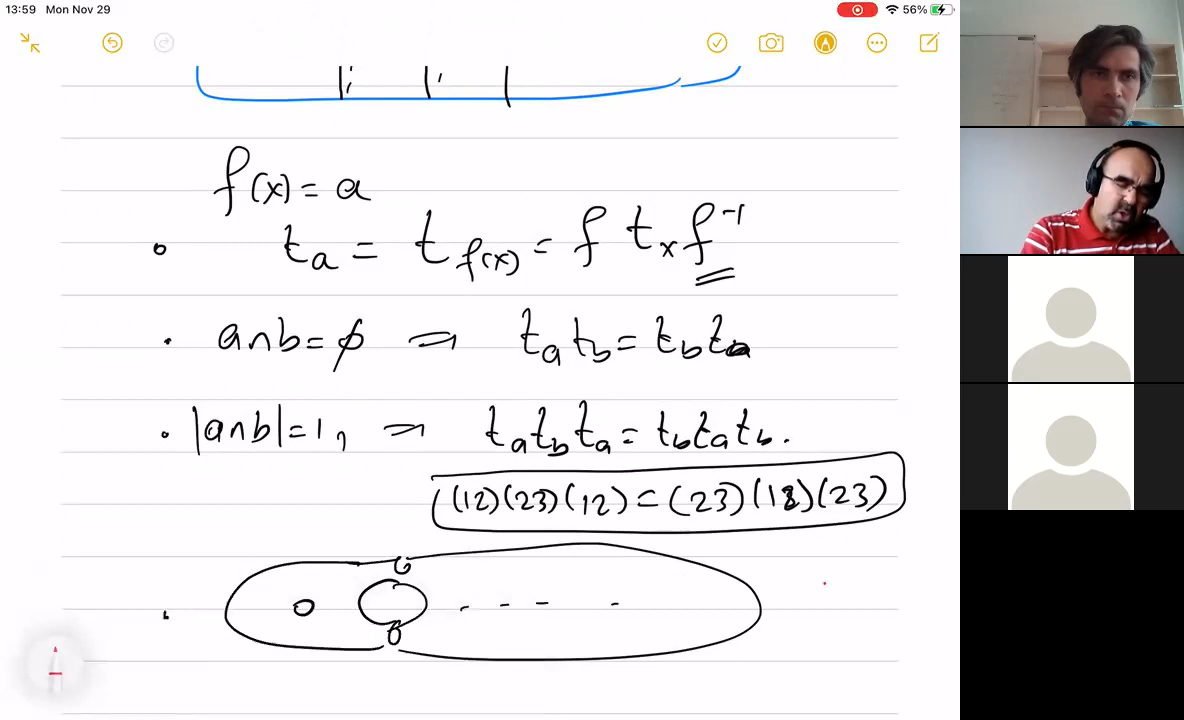 13:59 Mon Nov 29
56%
f(x) = a
• t_a = t_{f(x)} = f t_x f^{-1}
• a∩b = ∅ ⇒ t_a t_b = t_b t_a
• |a∩b| = 1, ⇒ t_a t_b t_a = t_b t_a t_b.
(12)(23)(12) = (23)(12)(23)